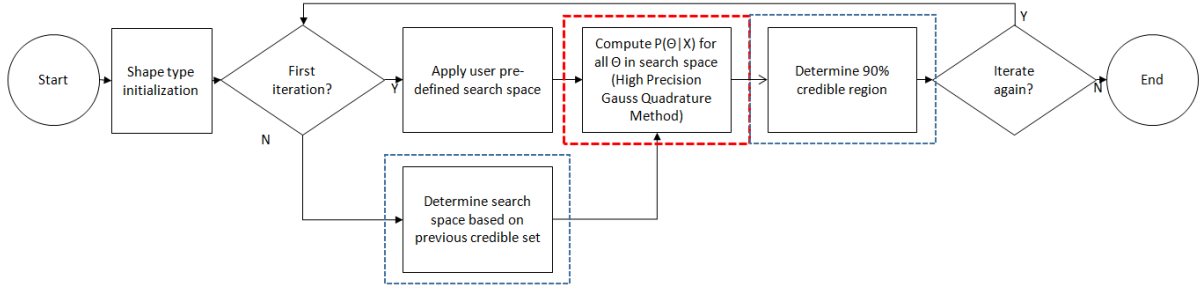 Y
Start
Shape type
initialization
First
iteration?
Y
N
Apply user pre-
defined search space
Compute P(Θ|X) for
all Θ in search space
(High Precision
Gauss Quadrature
Method)
Determine 90%
credible region
Iterate
again?
N
End
Determine search
space based on
previous credible set